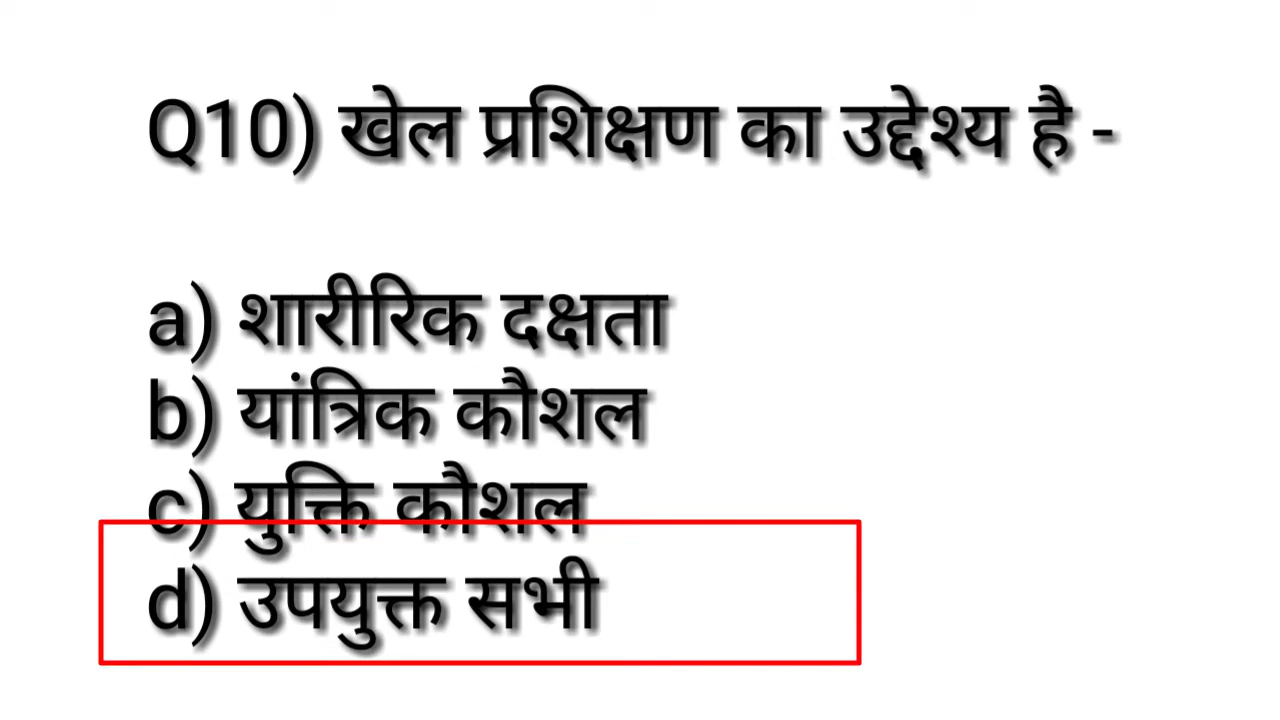 Q10) खेल प्रशिक्षण का उद्देश्य है -
a) शारीरिक दक्षता
b) यांत्रिक कौशल
c) युक्ति कौशल
d) उपयुक्त सभी